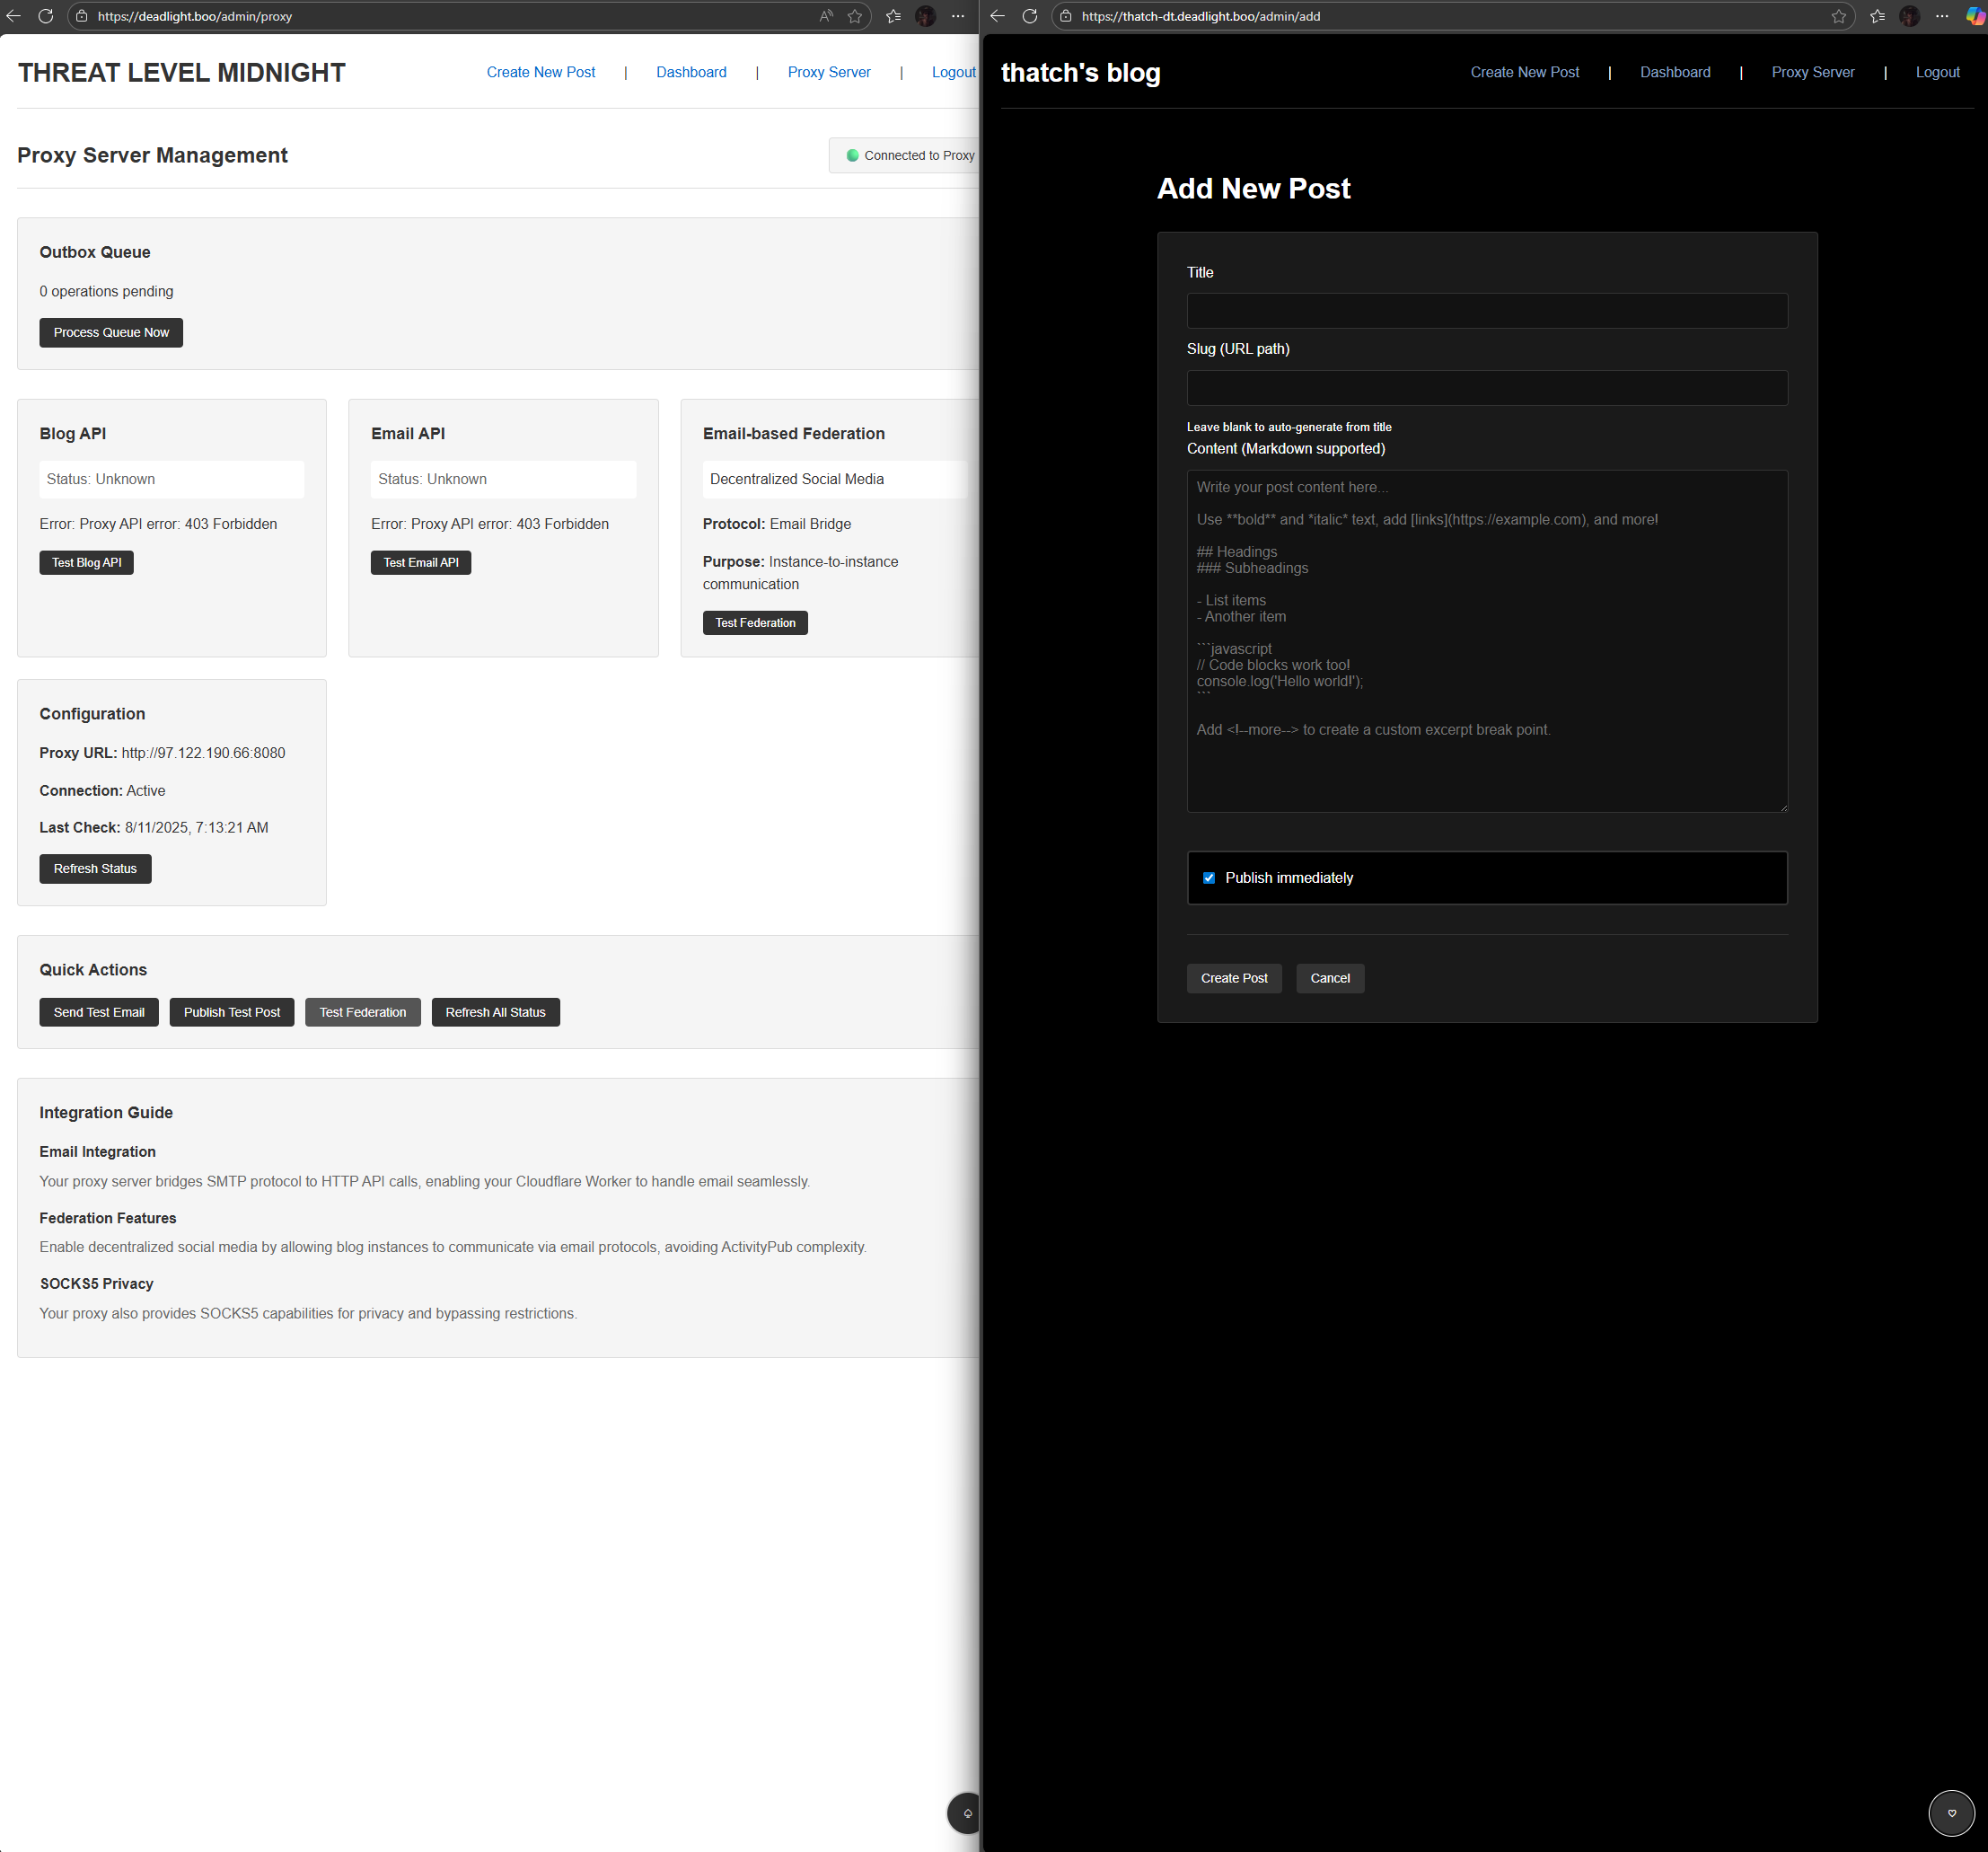 https://deadlight.boo/admin/proxy
THREAT LEVEL MIDNIGHT
Create New Post | Dashboard | Proxy Server | Logout
Proxy Server Management
Connected to Proxy
Outbox Queue
0 operations pending
Process Queue Now
Blog API
Status: Unknown
Error: Proxy API error: 403 Forbidden
Test Blog API
Email API
Status: Unknown
Error: Proxy API error: 403 Forbidden
Test Email API
Email-based Federation
Decentralized Social Media
Protocol: Email Bridge
Purpose: Instance-to-instance
communication
Test Federation
Configuration
Proxy URL: http://97.122.190.66:8080
Connection: Active
Last Check: 8/11/2025, 7:13:21 AM
Refresh Status
Quick Actions
Send Test Email
Publish Test Post
Test Federation
Refresh All Status
Integration Guide
Email Integration
Your proxy server bridges SMTP protocol to HTTP API calls, enabling your Cloudflare Worker to handle email seamlessly.
Federation Features
Enable decentralized social media by allowing blog instances to communicate via email protocols, avoiding ActivityPub complexity.
SOCKS5 Privacy
Your proxy also provides SOCKS5 capabilities for privacy and bypassing restrictions.
https://thatch-dt.deadlight.boo/admin/add
thatch's blog
Create New Post | Dashboard | Proxy Server | Logout
Add New Post
Title
Slug (URL path)
Leave blank to auto-generate from title
Content (Markdown supported)
Write your post content here...
Use **bold** and *italic* text, add [links](https://example.com), and more!
## Headings
### Subheadings
- List items
- Another item
```javascript
// Code blocks work too!
console.log('Hello world!');
```
Add <!--more--> to create a custom excerpt break point.
Publish immediately
Create Post
Cancel